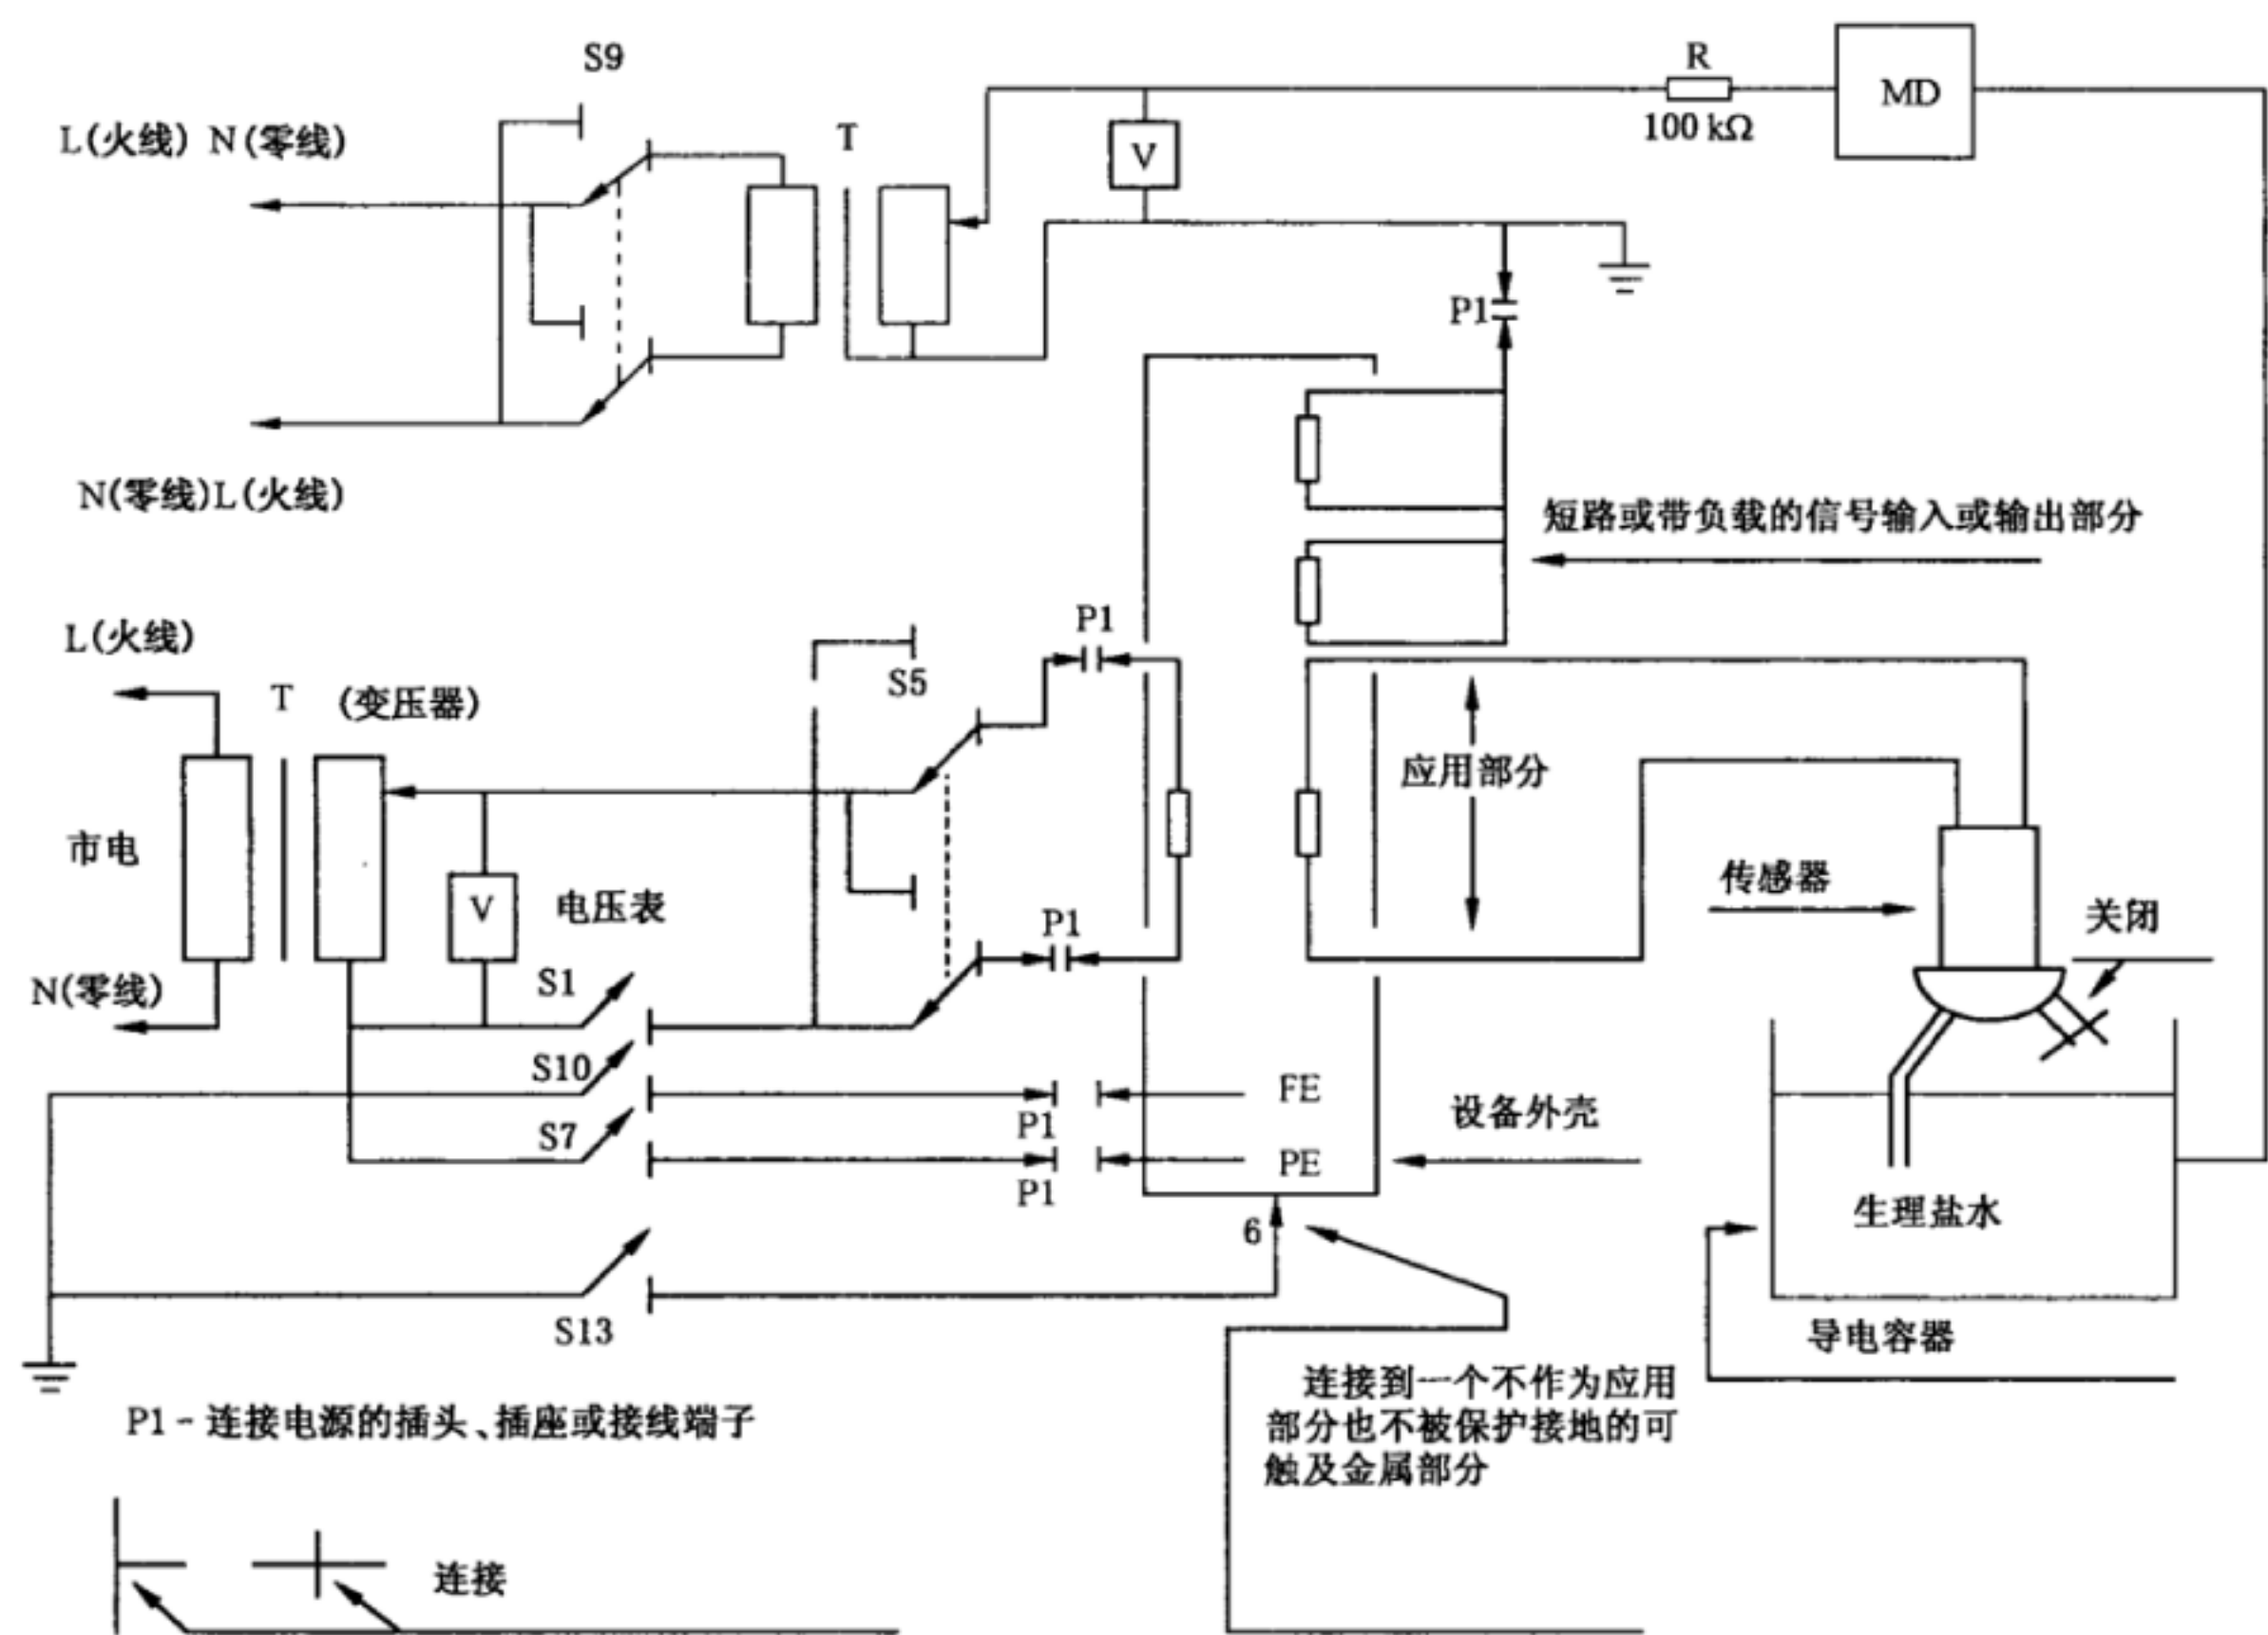 S9
R
100 kΩ
MD
L(火线) N(零线)
T
V
P1
N(零线)L(火线)
短路或带负载的信号输入或输出部分
L(火线)
T
(变压器)
S5
P1
应用部分
市电
V
电压表
传感器
关闭
P1
N(零线)
S1
S10
FE
P1
设备外壳
S7
PE
P1
6
生理盐水
S13
导电容器
P1-连接电源的插头、插座或接线端子
连接到一个不作为应用
部分也不被保护接地的可
触及金属部分
连接